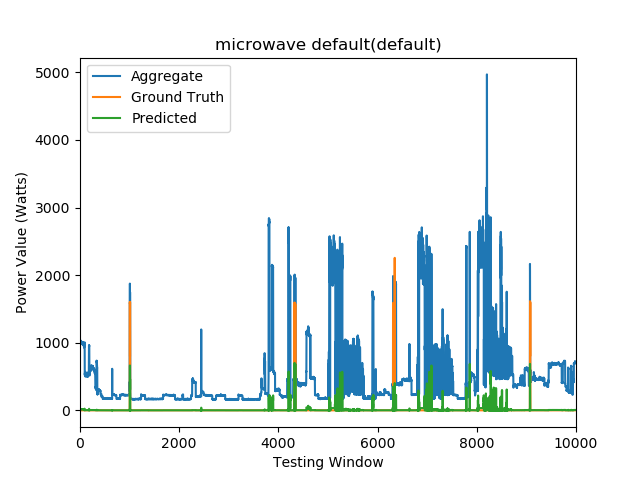 microwave default(default)
Aggregate
Ground Truth
Predicted
Power Value (Watts)
5000
4000
3000
2000
1000
0
0 2000 4000 6000 8000 10000
Testing Window